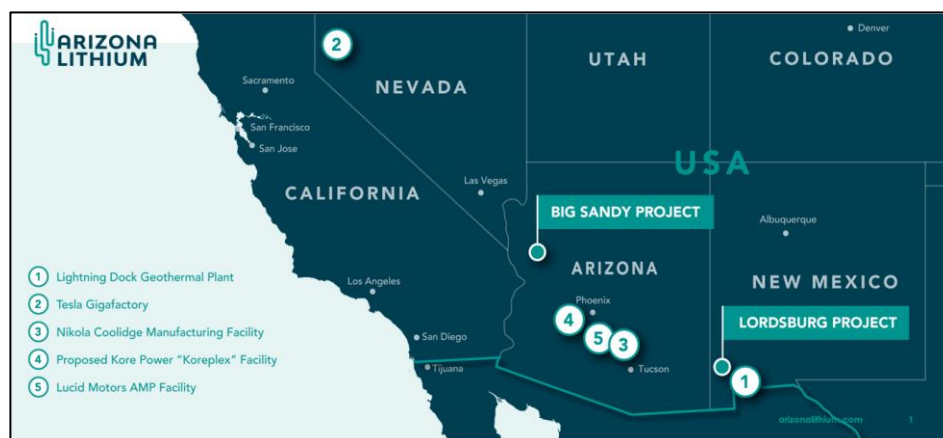 ARIZONA
LITHIUM
2
NEVADA
UTAH
Denver
COLORADO
Sacramento
San Francisco
San Jose
CALIFORNIA
Las Vegas
USA
BIG SANDY PROJECT
Albuquerque
ARIZONA
NEW MEXICO
Los Angeles
Phoenix
4
5
3
LORDSBURG PROJECT
San Diego
Tijuana
Tucson
1
1 Lightning Dock Geothermal Plant
2 Tesla Gigafactory
3 Nikola Coolidge Manufacturing Facility
4 Proposed Kore Power “Koreplex” Facility
5 Lucid Motors AMP Facility
arizonalithium.com 1